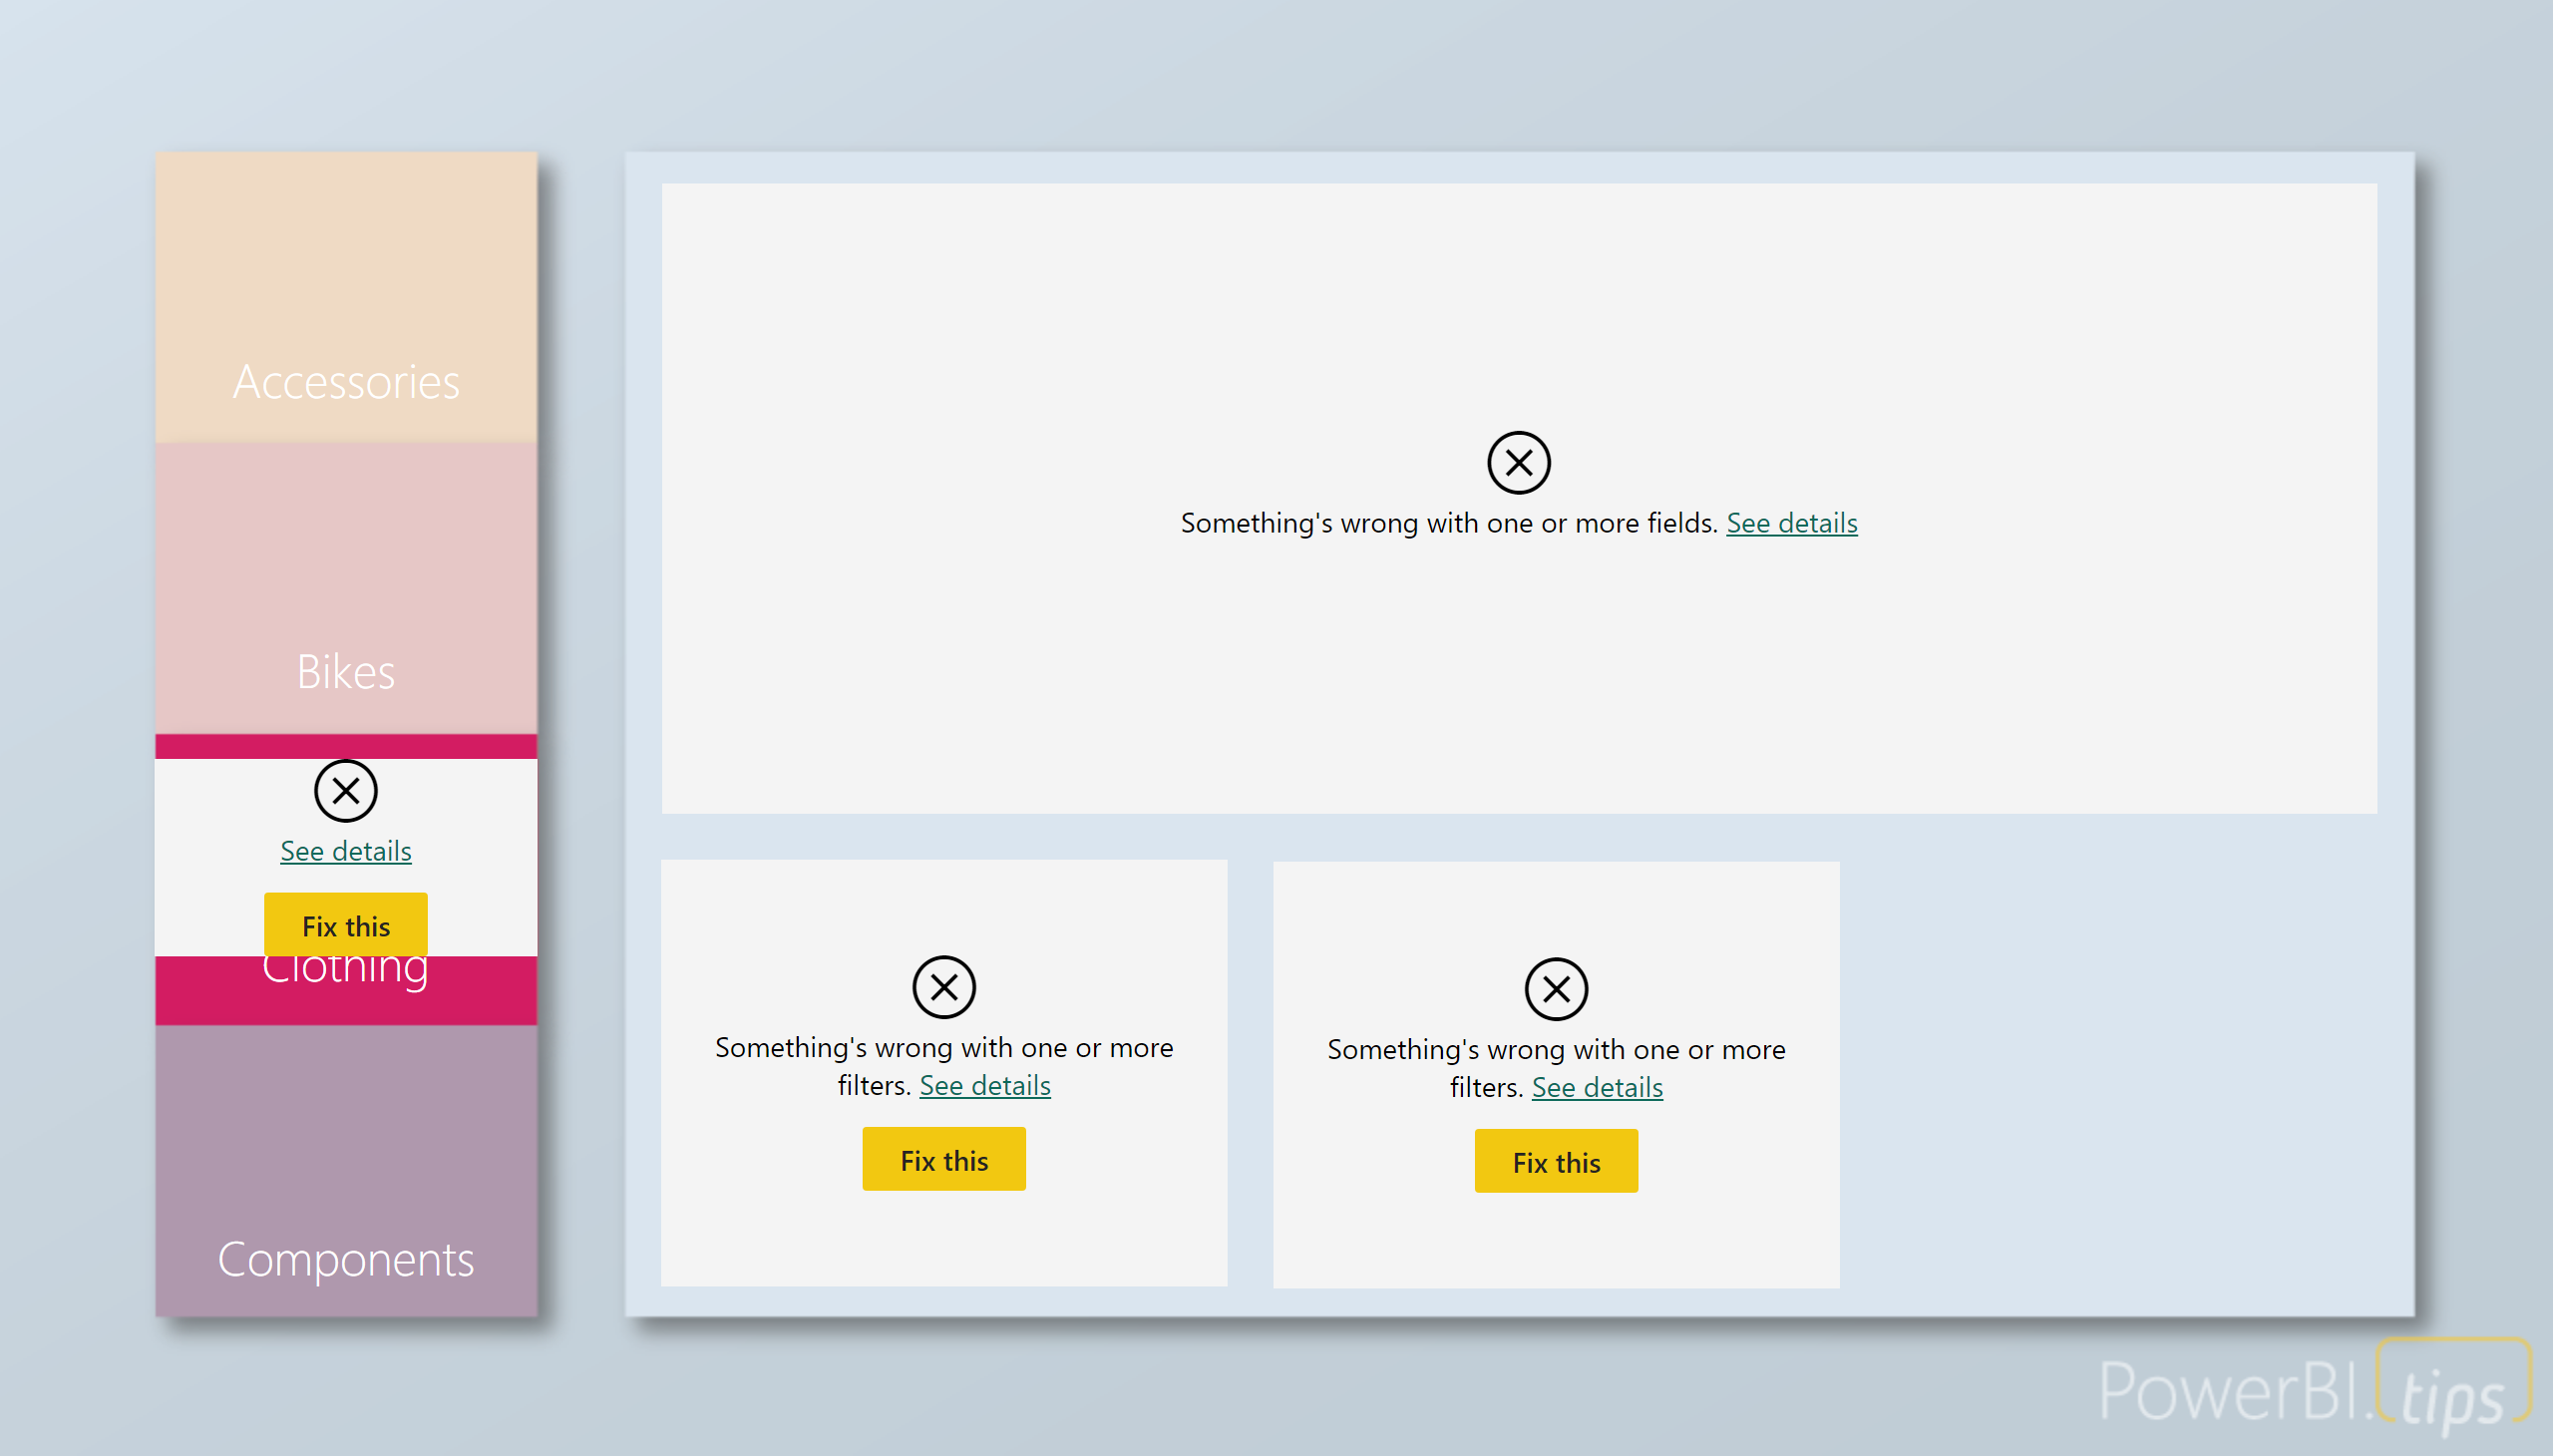 Accessories
Bikes
See details
Fix this
Clothing
Components
Something's wrong with one or more fields. See details
Something's wrong with one or more
filters. See details
Fix this
Something's wrong with one or more
filters. See details
Fix this
PowerBI.tips